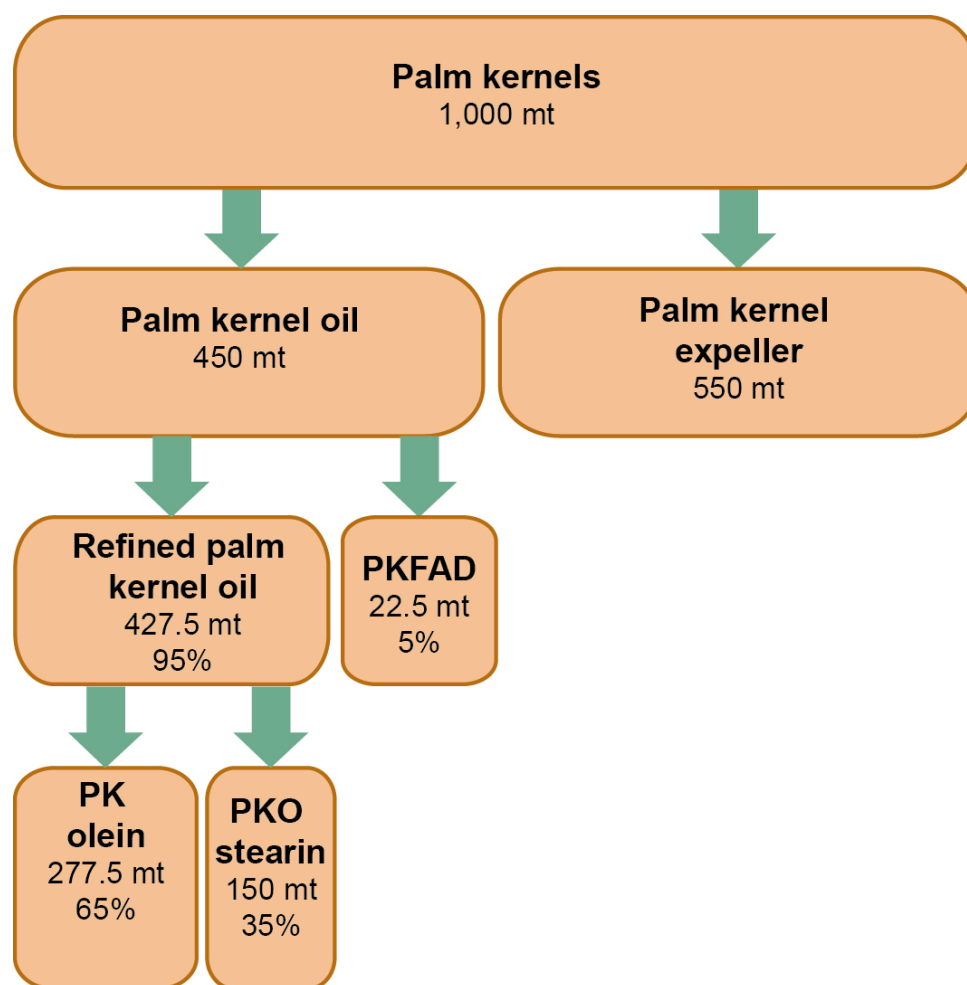 Palm kernels
1,000 mt
Palm kernel oil
450 mt
Palm kernel
expeller
550 mt
Refined palm
kernel oil
427.5 mt
95%
PKFAD
22.5 mt
5%
PK
olein
277.5 mt
65%
PKO
stearin
150 mt
35%